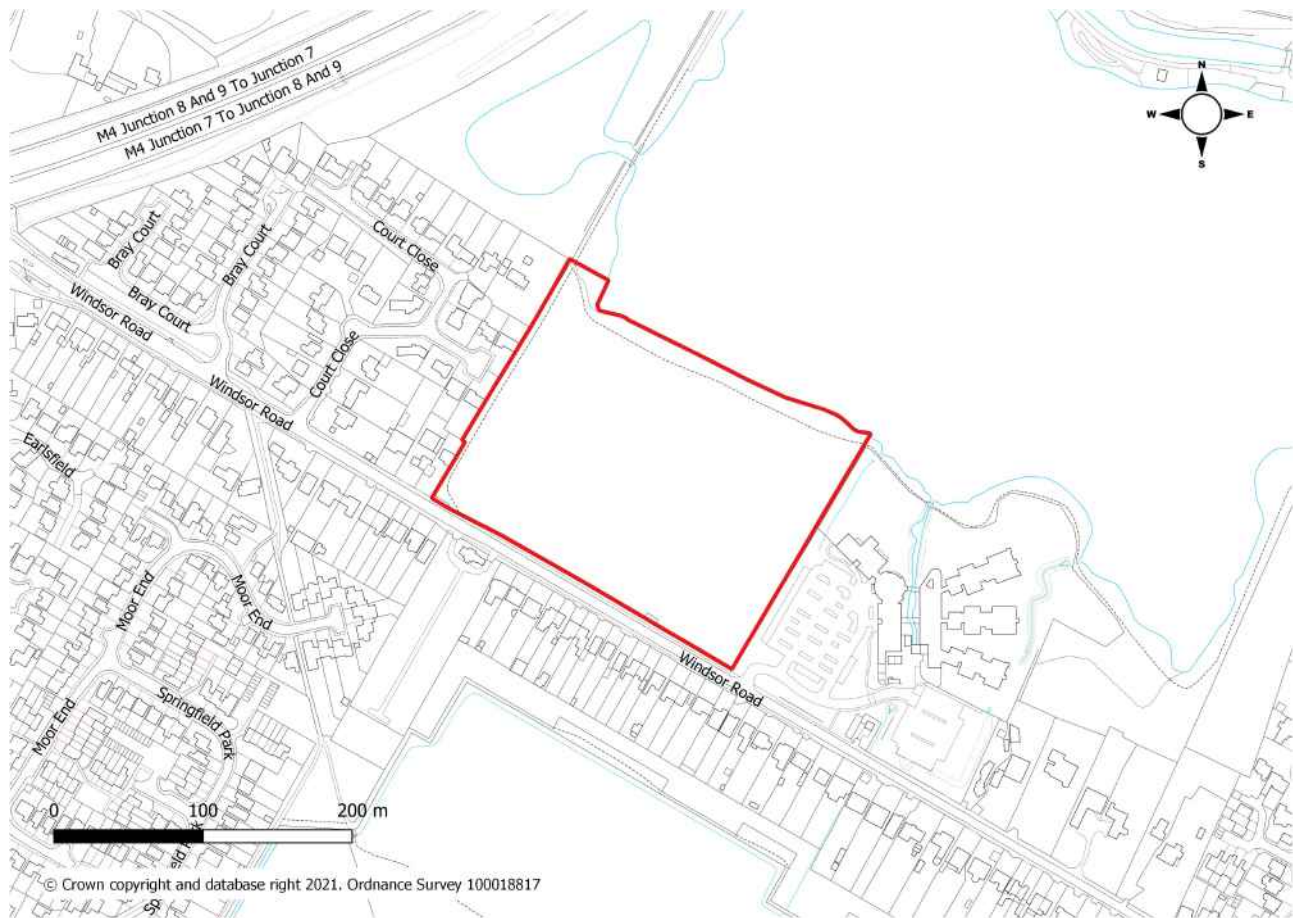 M4 Junction 8 And 9 To Junction 7
M4 Junction 7 To Junction 8 And 9
N
W
E
S
Bray Court
Bray Court
Court Close
Bray Court
Windsor Road
Court Close
Windsor Road
Earlsfield
Moor End
Moor End
Windsor Road
Springfield Park
Moor End
0 100 200 m
© Crown copyright and database right 2021. Ordnance Survey 100018817